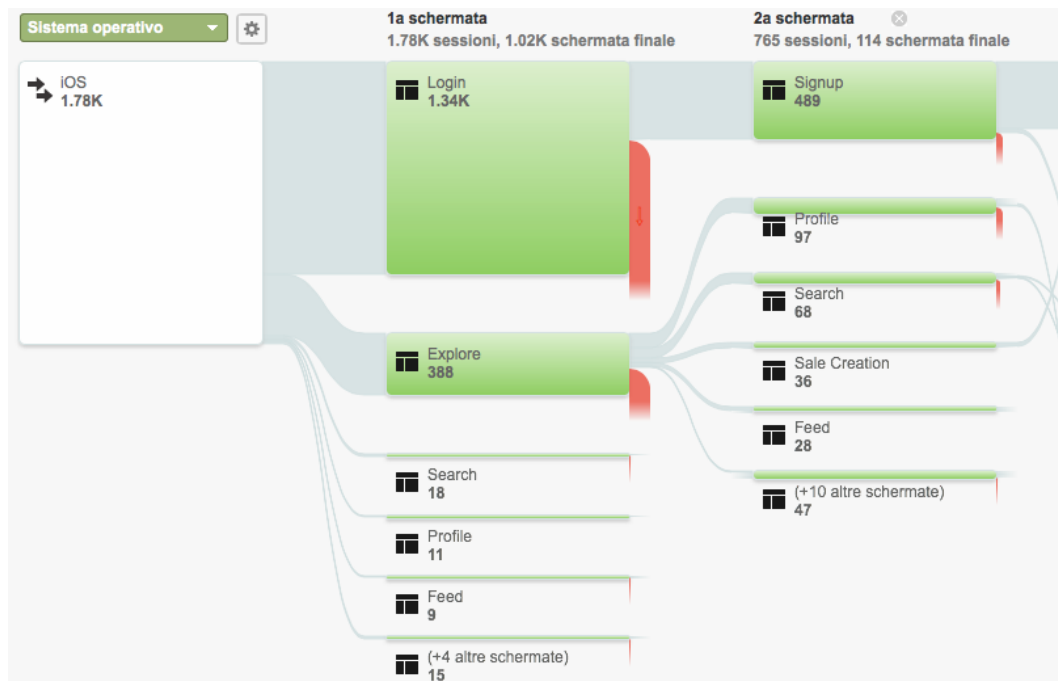 Sistema operativo
iOS
1.78K
1a schermata
1.78K sessioni, 1.02K schermata finale
Login
1.34K
Explore
388
Search
18
Profile
11
Feed
9
(+4 altre schermate)
15
2a schermata
765 sessioni, 114 schermata finale
Signup
489
Profile
97
Search
68
Sale Creation
36
Feed
28
(+10 altre schermate)
47